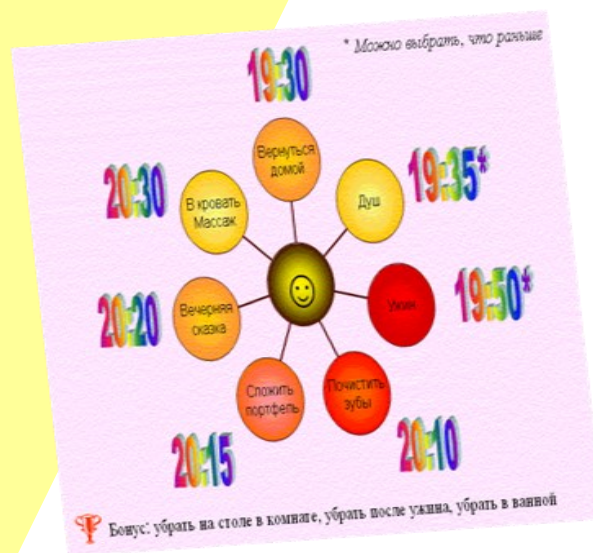 * Можно выбрать, что раньше
19:30
Вернуться
домой
19:35*
Душ
19:50*
Ужин
20:10
Почистить
зубы
20:15
Сложить
портфель
20:20
Вечерняя
сказка
20:30
В кровать
Массаж
Бонус: убрать на столе в комнате, убрать после ужина, убрать в ванной